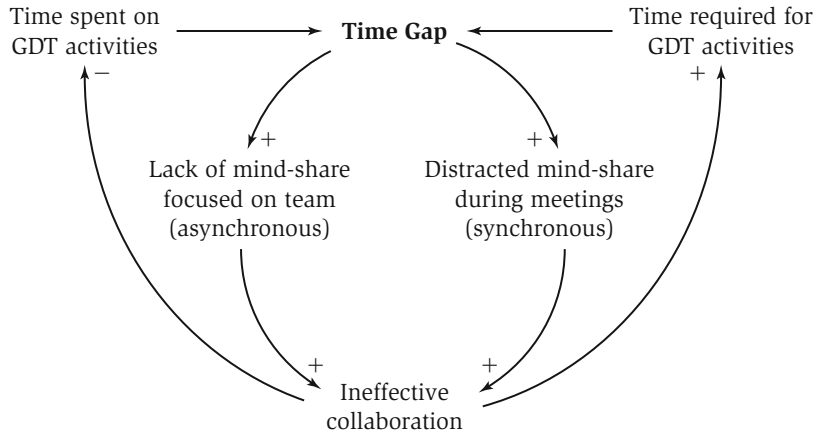 Time spent on
GDT activities
Time Gap
Time required for
GDT activities
−
+
+
+
Lack of mind-share
focused on team
(asynchronous)
Distracted mind-share
during meetings
(synchronous)
+
+
Ineffective
collaboration